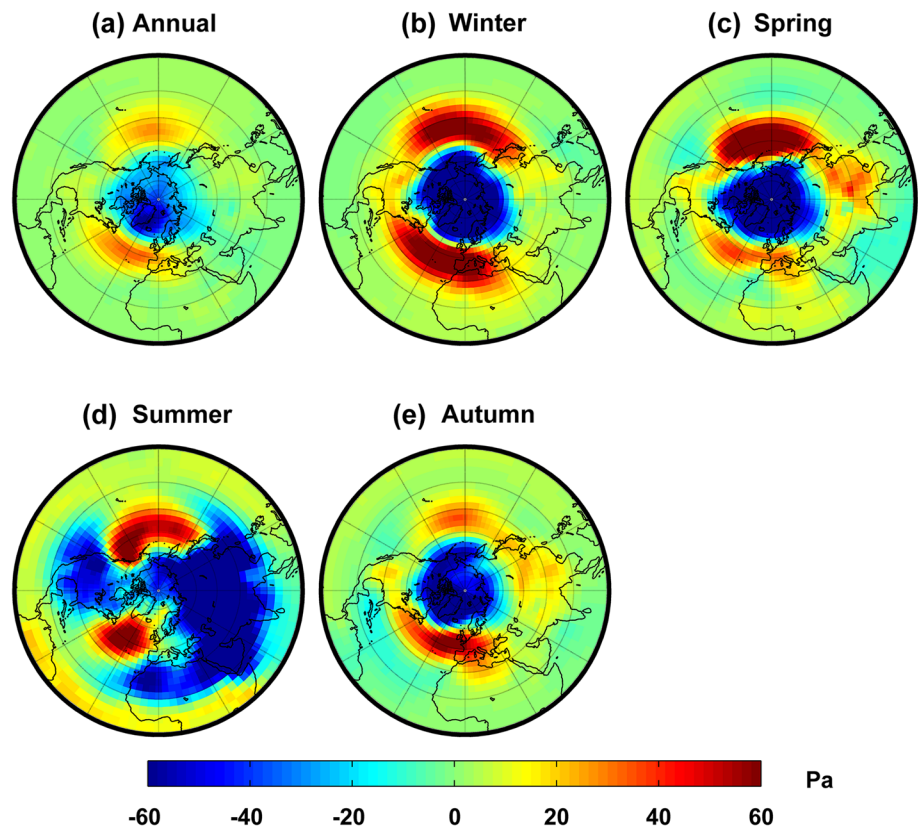 (a) Annual
(b) Winter
(c) Spring
(d) Summer
(e) Autumn
Pa
-60 -40 -20 0 20 40 60